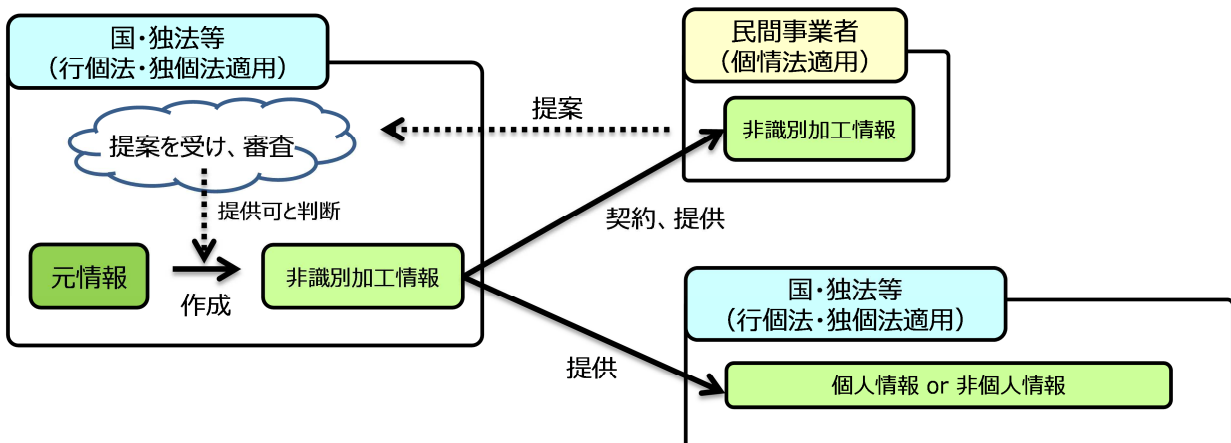 国・独法等
(行個法・独個法適用)
提案を受け、審査
提供可と判断
元情報
作成
非識別加工情報
提案
民間事業者
(個情法適用)
非識別加工情報
契約、提供
国・独法等
(行個法・独個法適用)
提供
個人情報 or 非個人情報